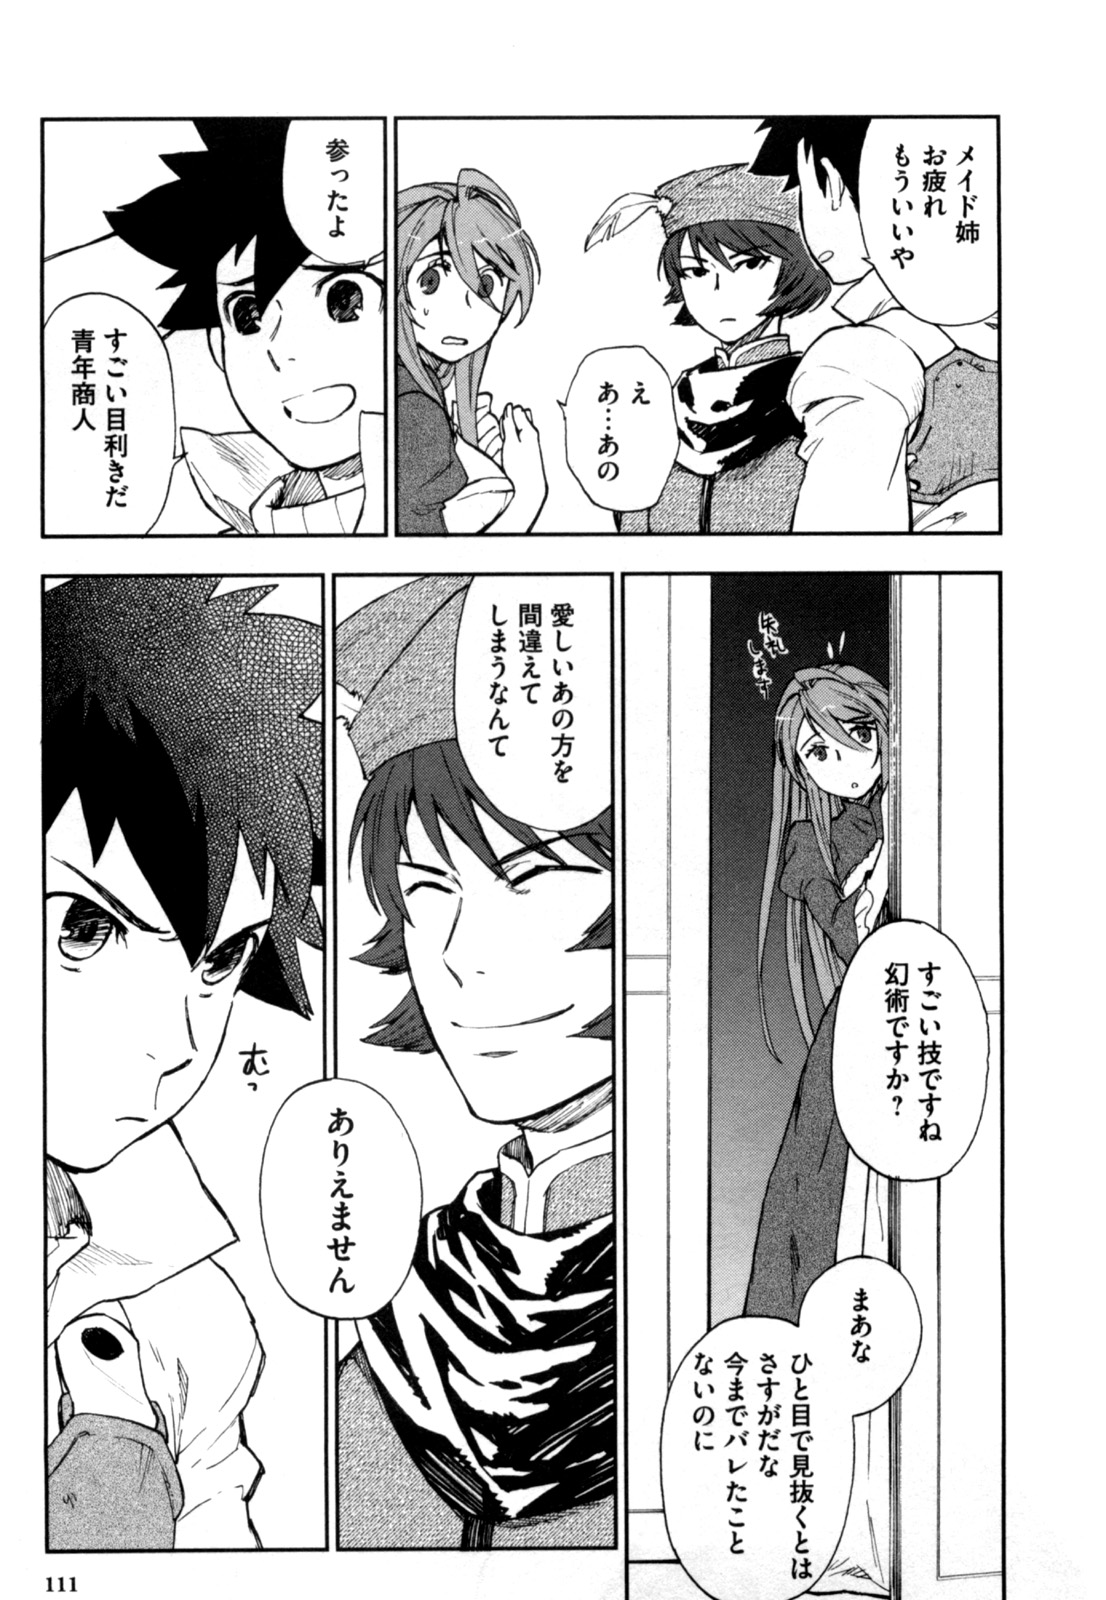 メイド姉
お疲れ
もういいや
え
あ…あの
参ったよ
すごい目利きだ
青年商人
失礼
します
すごい技ですね
幻術ですか?
まあな
ひと目で見抜くとは
さすがだな
今までバレたこと
ないのに
愛しいあの方を
間違えて
しまうなんて
ありえません
むっ
111